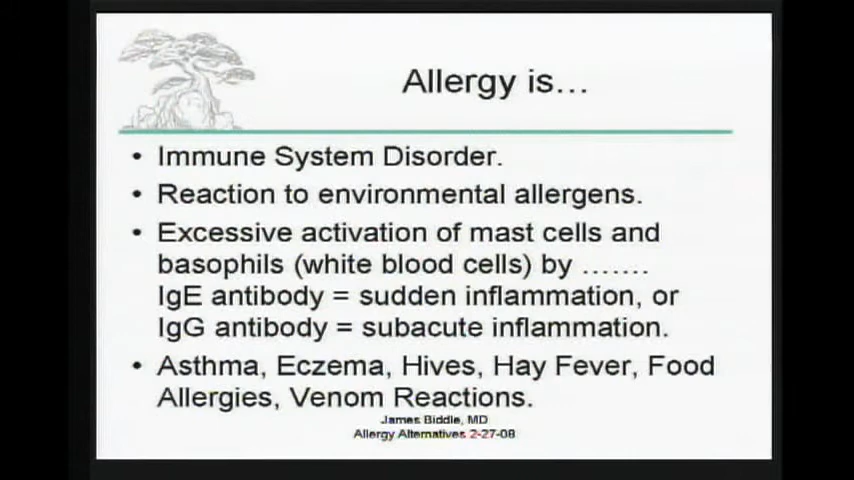 Allergy is…
• Immune System Disorder.
• Reaction to environmental allergens.
• Excessive activation of mast cells and
basophils (white blood cells) by …….
IgE antibody = sudden inflammation, or
IgG antibody = subacute inflammation.
• Asthma, Eczema, Hives, Hay Fever, Food
Allergies, Venom Reactions.
James Biddle, MD
Allergy Alternatives 2-27-08